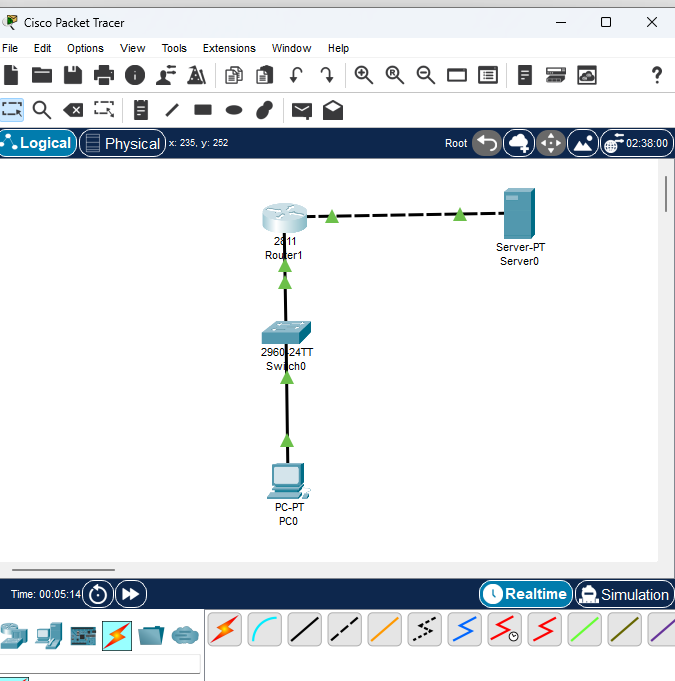 Cisco Packet Tracer
File Edit Options View Tools Extensions Window Help
?
Logical Physical x: 235, y: 252 Root 02:38:00
2811
Router1
Server-PT
Server0
2960-24TT
Switch0
PC-PT
PC0
Time: 00:05:14 Realtime Simulation